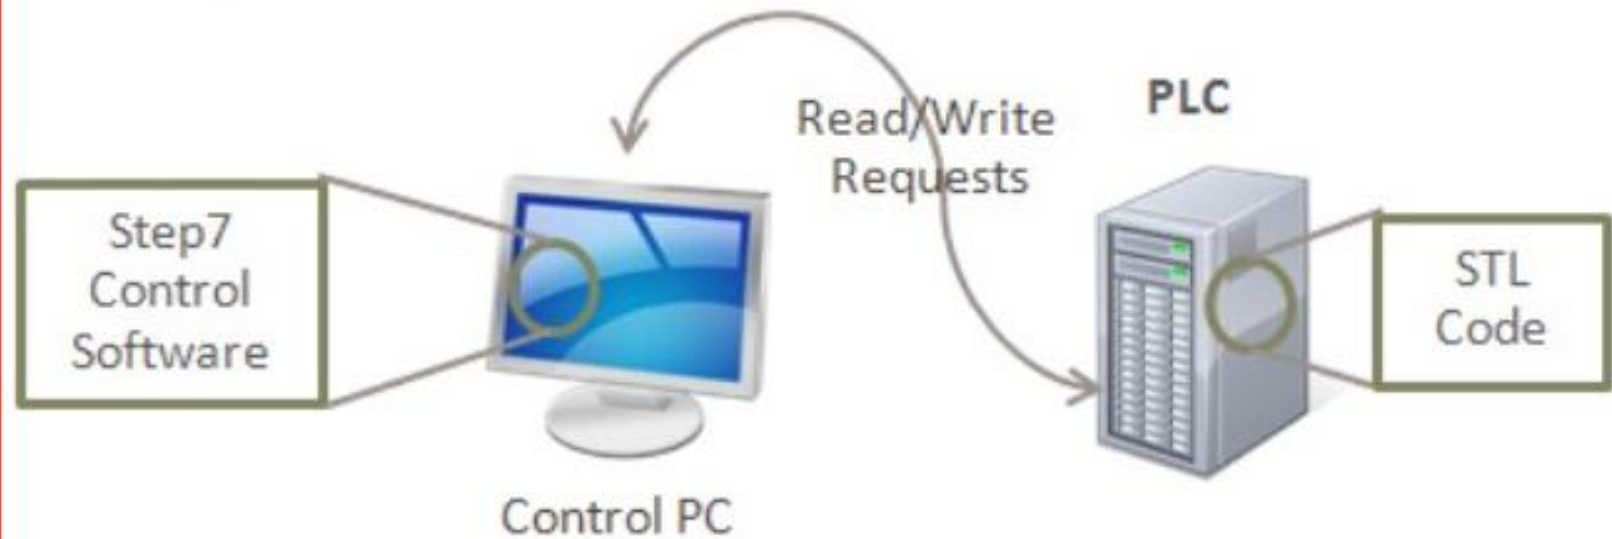 Step7
Control
Software
Control PC
Read/Write
Requests
PLC
STL
Code